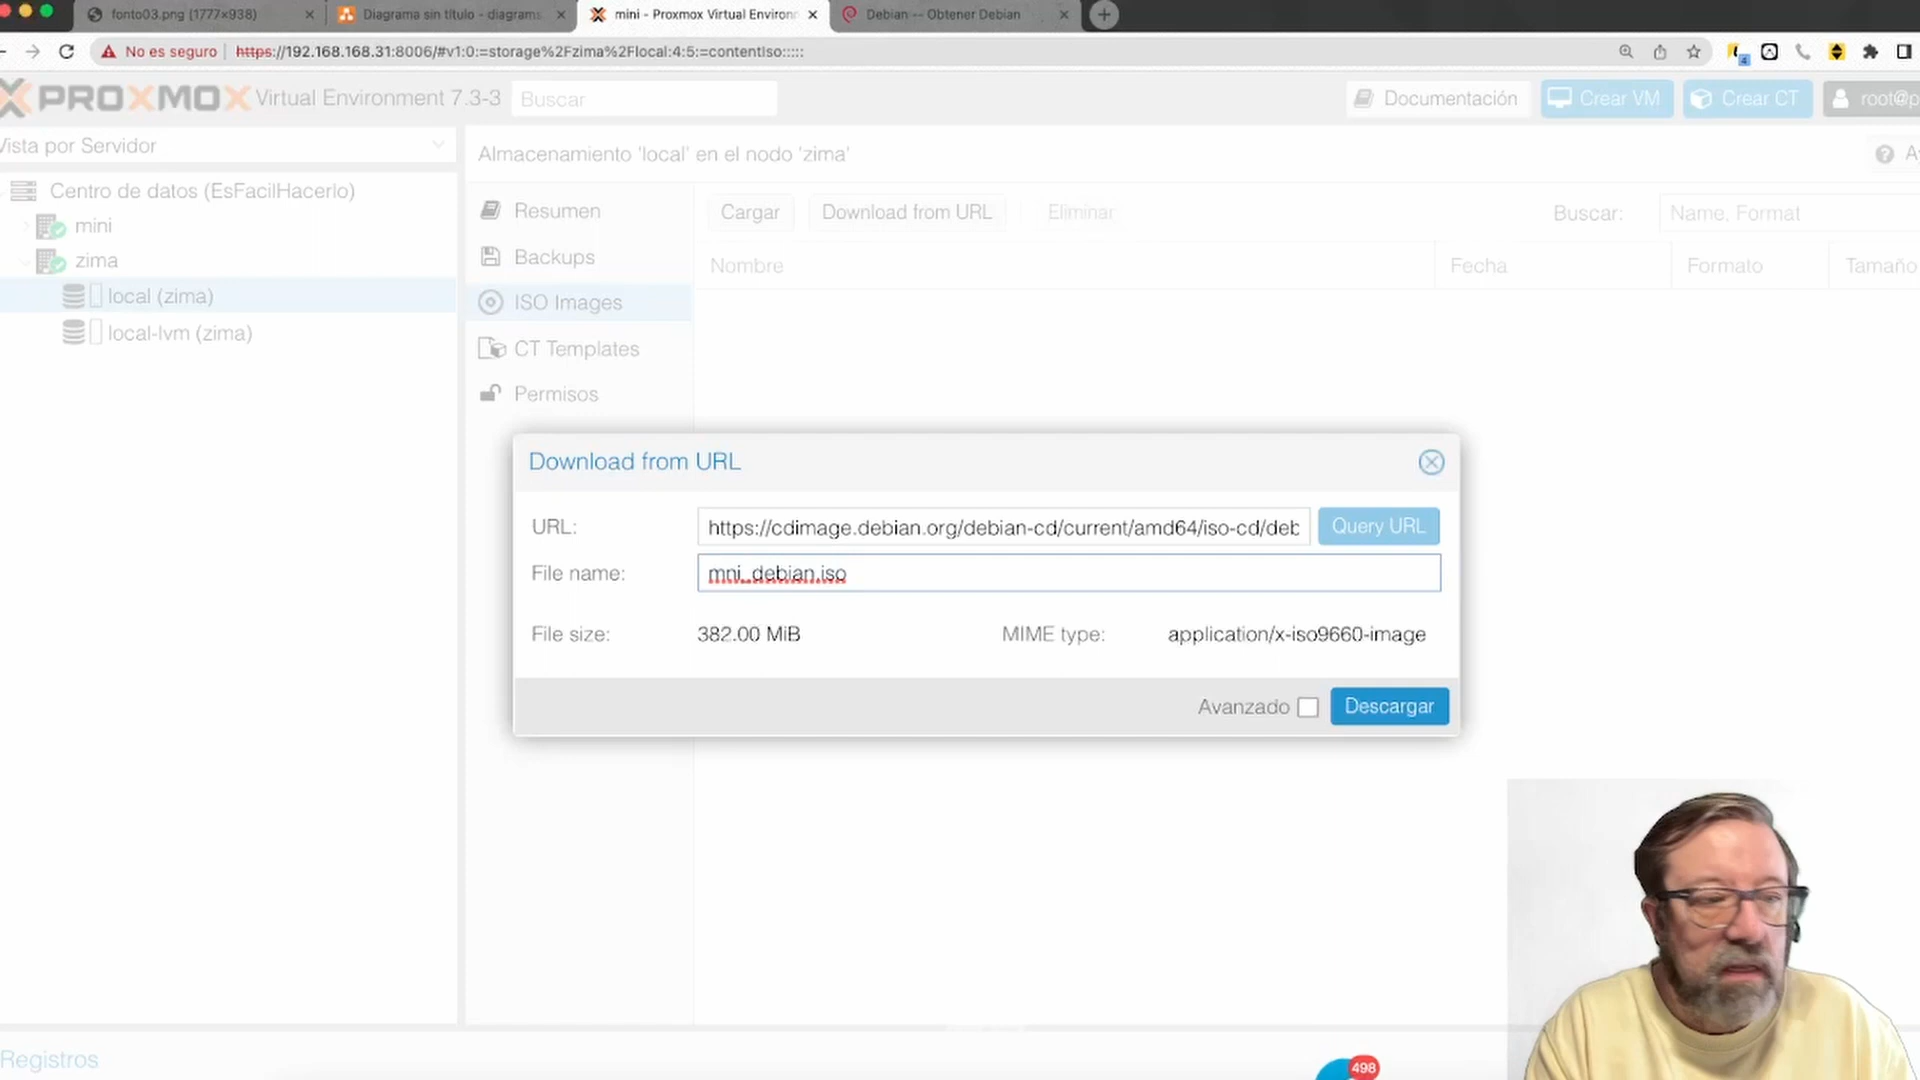 fonto03.png (1777×938)
Diagrama sin título - diagrams.
mini - Proxmox Virtual Environ
Debian -- Obtener Debian
No es seguro
https://192.168.168.31:8006/#v1:0:=storage%2Fzima%2Flocal:4:5:=contentIso:::::
4
PROXMOX Virtual Environment 7.3-3
Buscar
Documentación
Crear VM
Crear CT
root@p
Vista por Servidor
Almacenamiento 'local' en el nodo 'zima'
Centro de datos (EsFacilHacerlo)
mini
zima
local (zima)
local-lvm (zima)
Resumen
Backups
ISO Images
CT Templates
Permisos
Cargar
Download from URL
Eliminar
Buscar:
Name, Format
Nombre
Fecha
Formato
Tamaño
Download from URL
URL:
https://cdimage.debian.org/debian-cd/current/amd64/iso-cd/deb
Query URL
File name:
mni_debian.iso
File size:
382.00 MiB
MIME type:
application/x-iso9660-image
Avanzado
Descargar
Registros
498